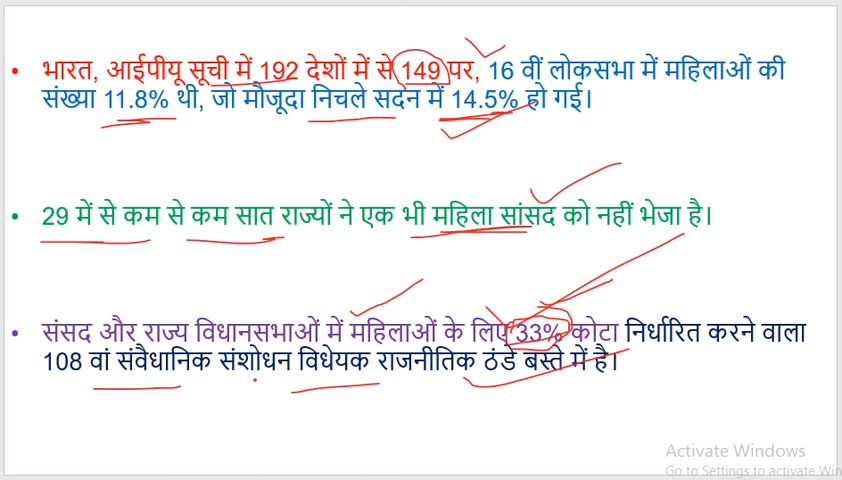 • भारत, आईपीयू सूची में 192 देशों में से 149 पर, 16 वीं लोकसभा में महिलाओं की
संख्या 11.8% थी, जो मौजूदा निचले सदन में 14.5% हो गई।
• 29 में से कम से कम सात राज्यों ने एक भी महिला सांसद को नहीं भेजा है।
• संसद और राज्य विधानसभाओं में महिलाओं के लिए 33% कोटा निर्धारित करने वाला
108 वां संवैधानिक संशोधन विधेयक राजनीतिक ठंडे बस्ते में है।
Activate Windows
Go to Settings to activate Win